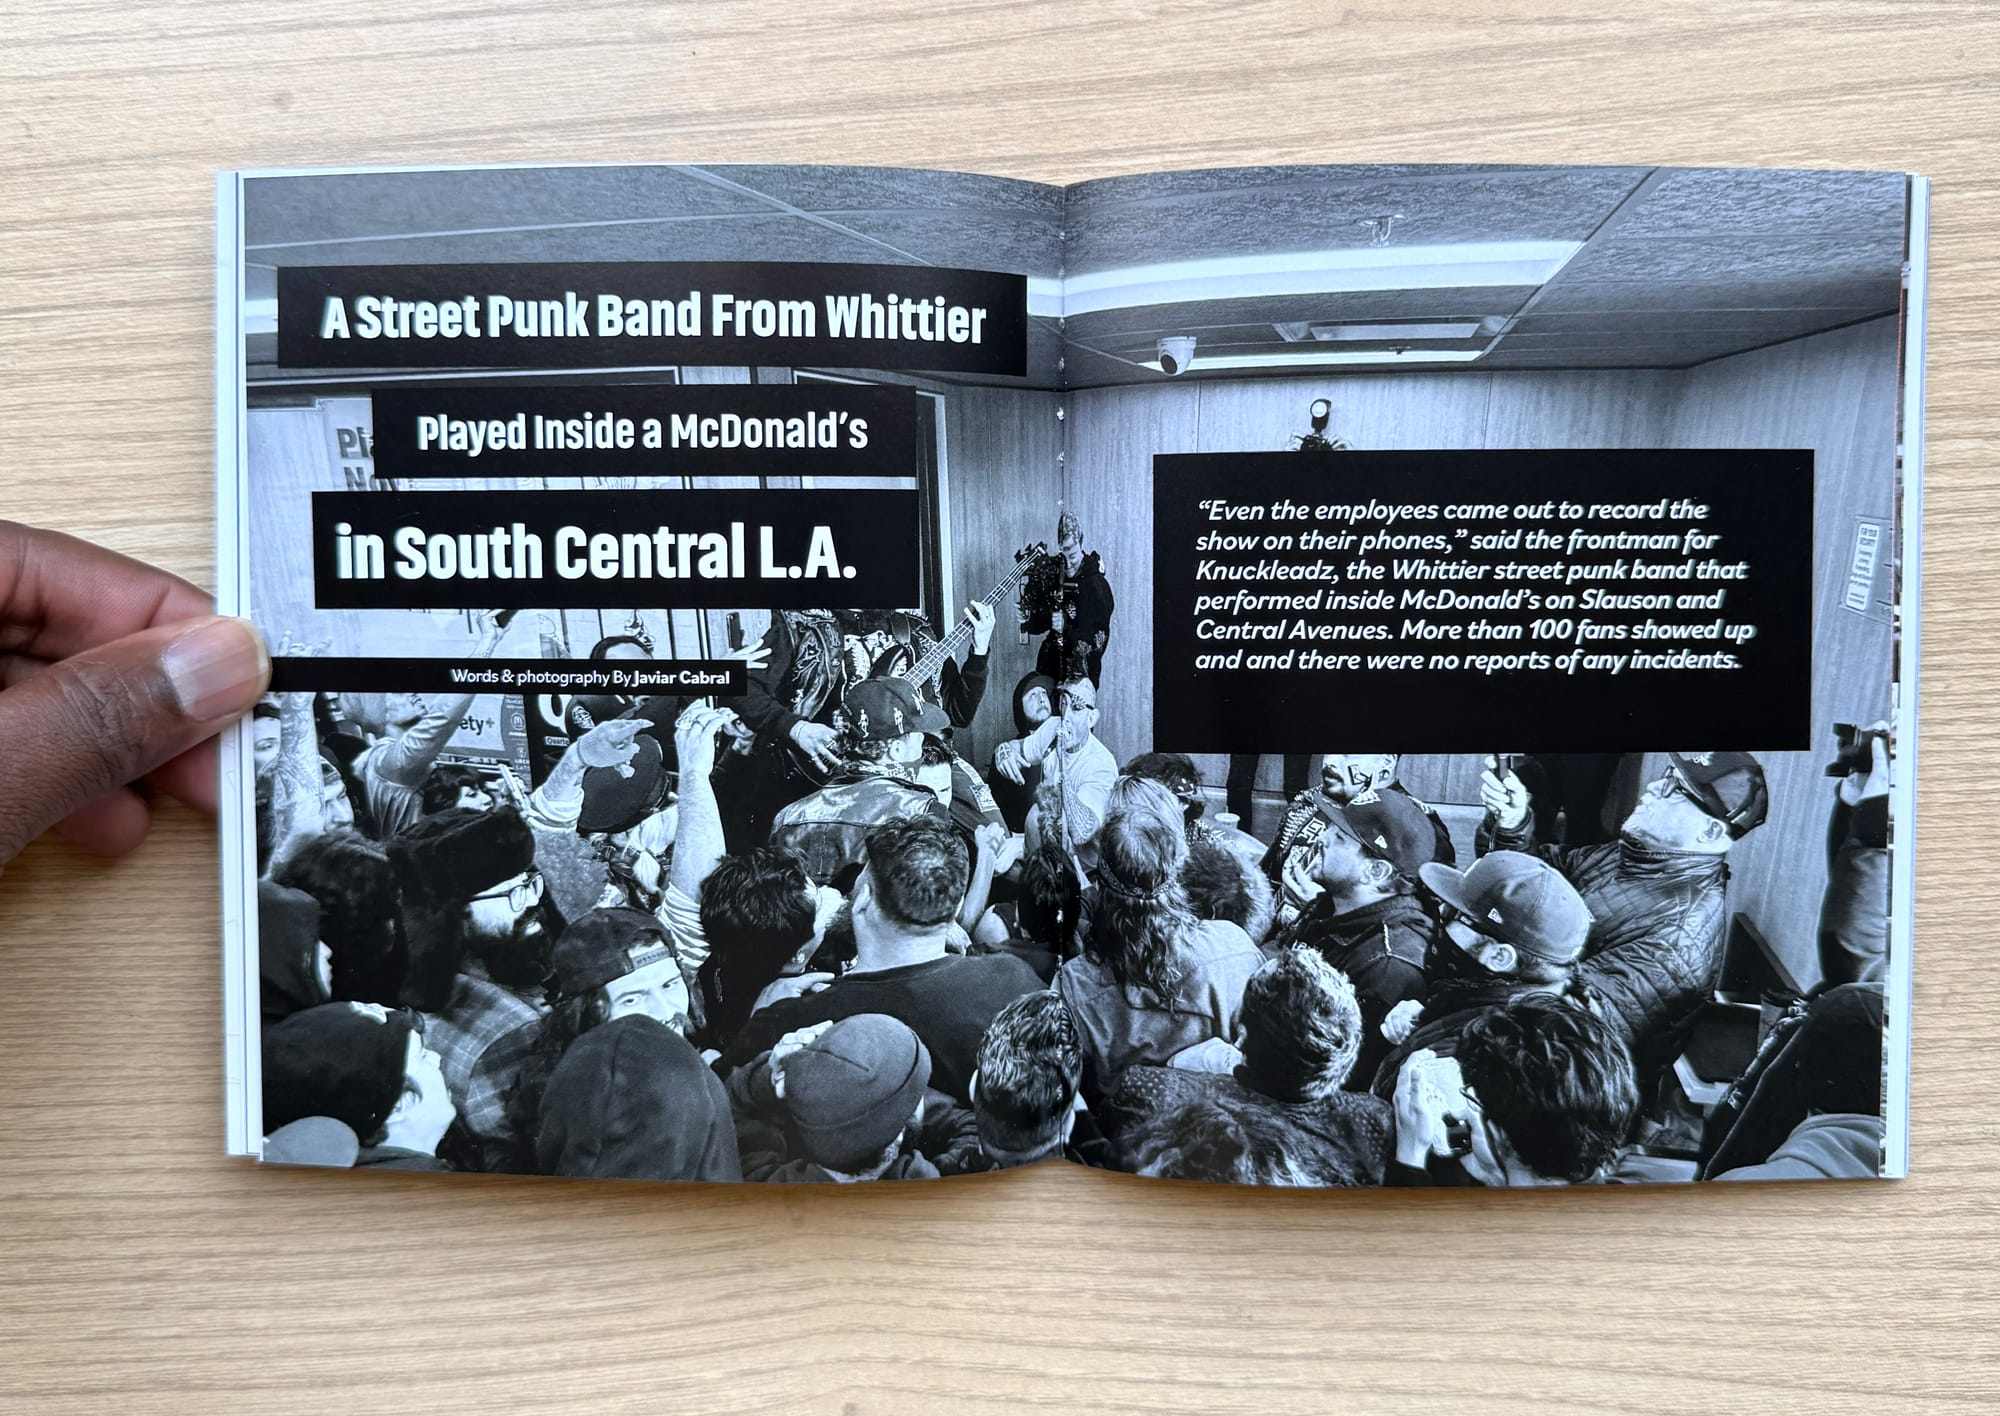 A Street Punk Band From Whittier
Played Inside a McDonald's
in South Central L.A.
Words & photography By Javiar Cabral
"Even the employees came out to record the
show on their phones," said the frontman for
Knuckleadz, the Whittier street punk band that
performed inside McDonald's on Slauson and
Central Avenues. More than 100 fans showed up
and and there were no reports of any incidents.